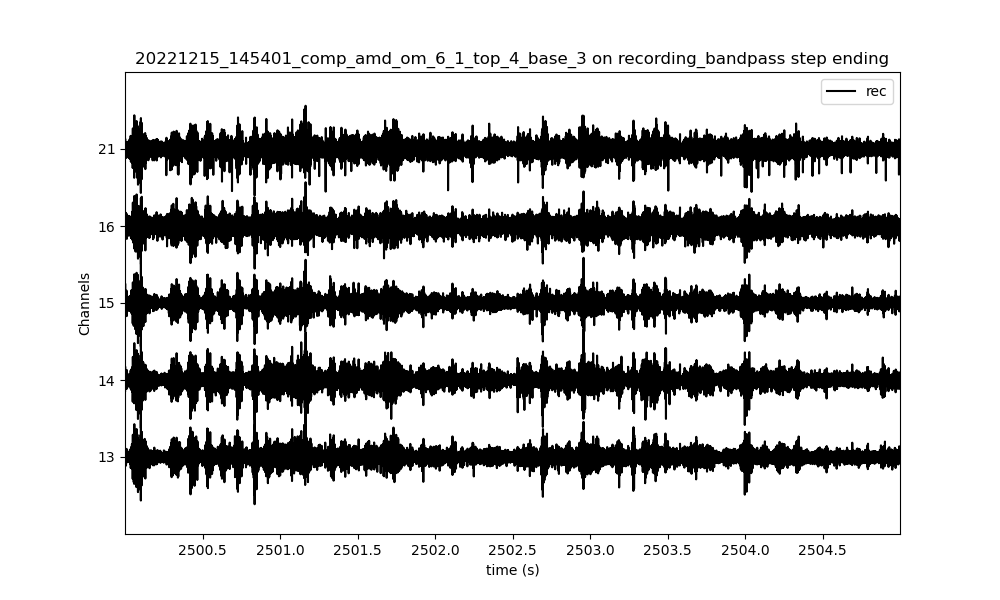 20221215_145401_comp_amd_om_6_1_top_4_base_3 on recording_bandpass step ending
rec
21
16
15
14
13
Channels
2500.5 2501.0 2501.5 2502.0 2502.5 2503.0 2503.5 2504.0 2504.5
time (s)